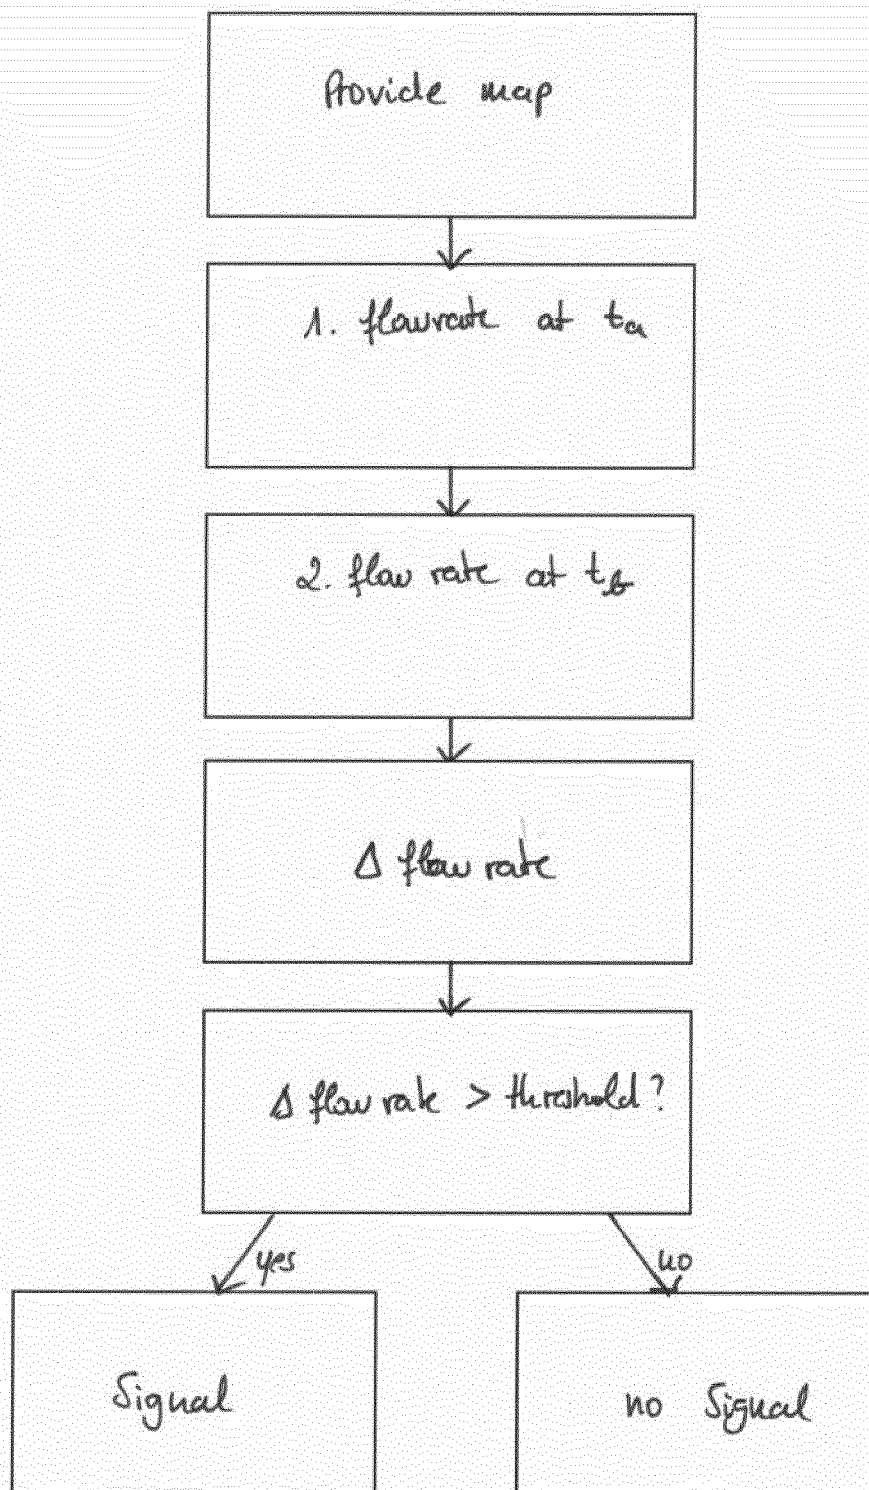 Provide map
1. flowrate at ta
2. flow rate at tb
Δ flow rate
Δ flow rate > threshold?
yes
no
Signal
no Signal